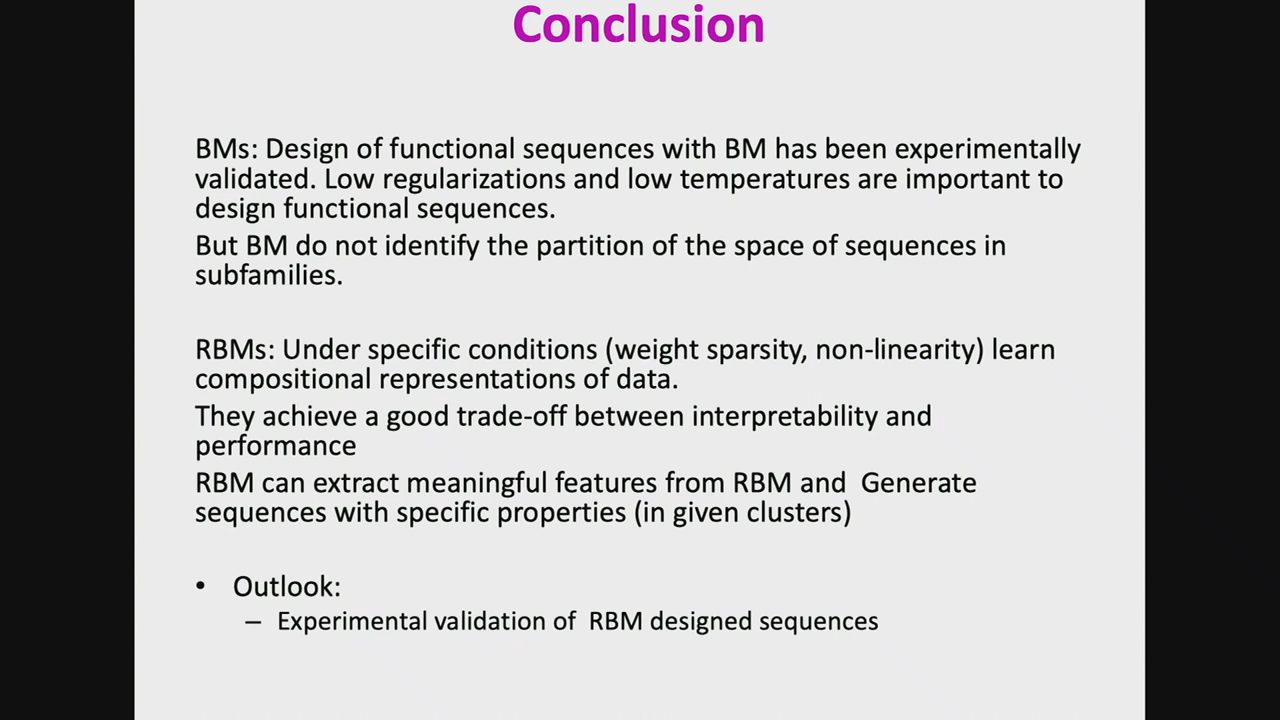 Conclusion
BMs: Design of functional sequences with BM has been experimentally
validated. Low regularizations and low temperatures are important to
design functional sequences.
But BM do not identify the partition of the space of sequences in
subfamilies.
RBMs: Under specific conditions (weight sparsity, non-linearity) learn
compositional representations of data.
They achieve a good trade-off between interpretability and
performance
RBM can extract meaningful features from RBM and  Generate
sequences with specific properties (in given clusters)
• Outlook:
– Experimental validation of  RBM designed sequences